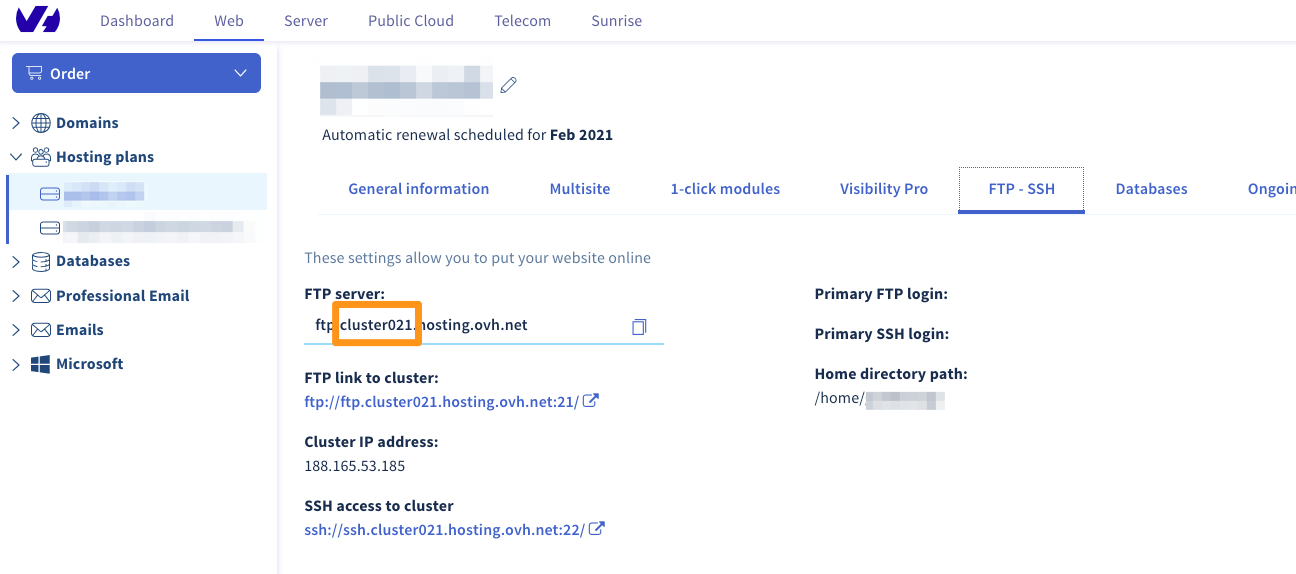 Dashboard Web Server Public Cloud Telecom Sunrise
Order
Domains
Hosting plans
Databases
Professional Email
Emails
Microsoft
Automatic renewal scheduled for Feb 2021
General information Multisite 1-click modules Visibility Pro FTP - SSH Databases Ongoin
These settings allow you to put your website online
FTP server:
ftp.cluster021.hosting.ovh.net
FTP link to cluster:
ftp://ftp.cluster021.hosting.ovh.net:21/
Cluster IP address:
188.165.53.185
SSH access to cluster
ssh://ssh.cluster021.hosting.ovh.net:22/
Primary FTP login:
Primary SSH login:
Home directory path:
/home/